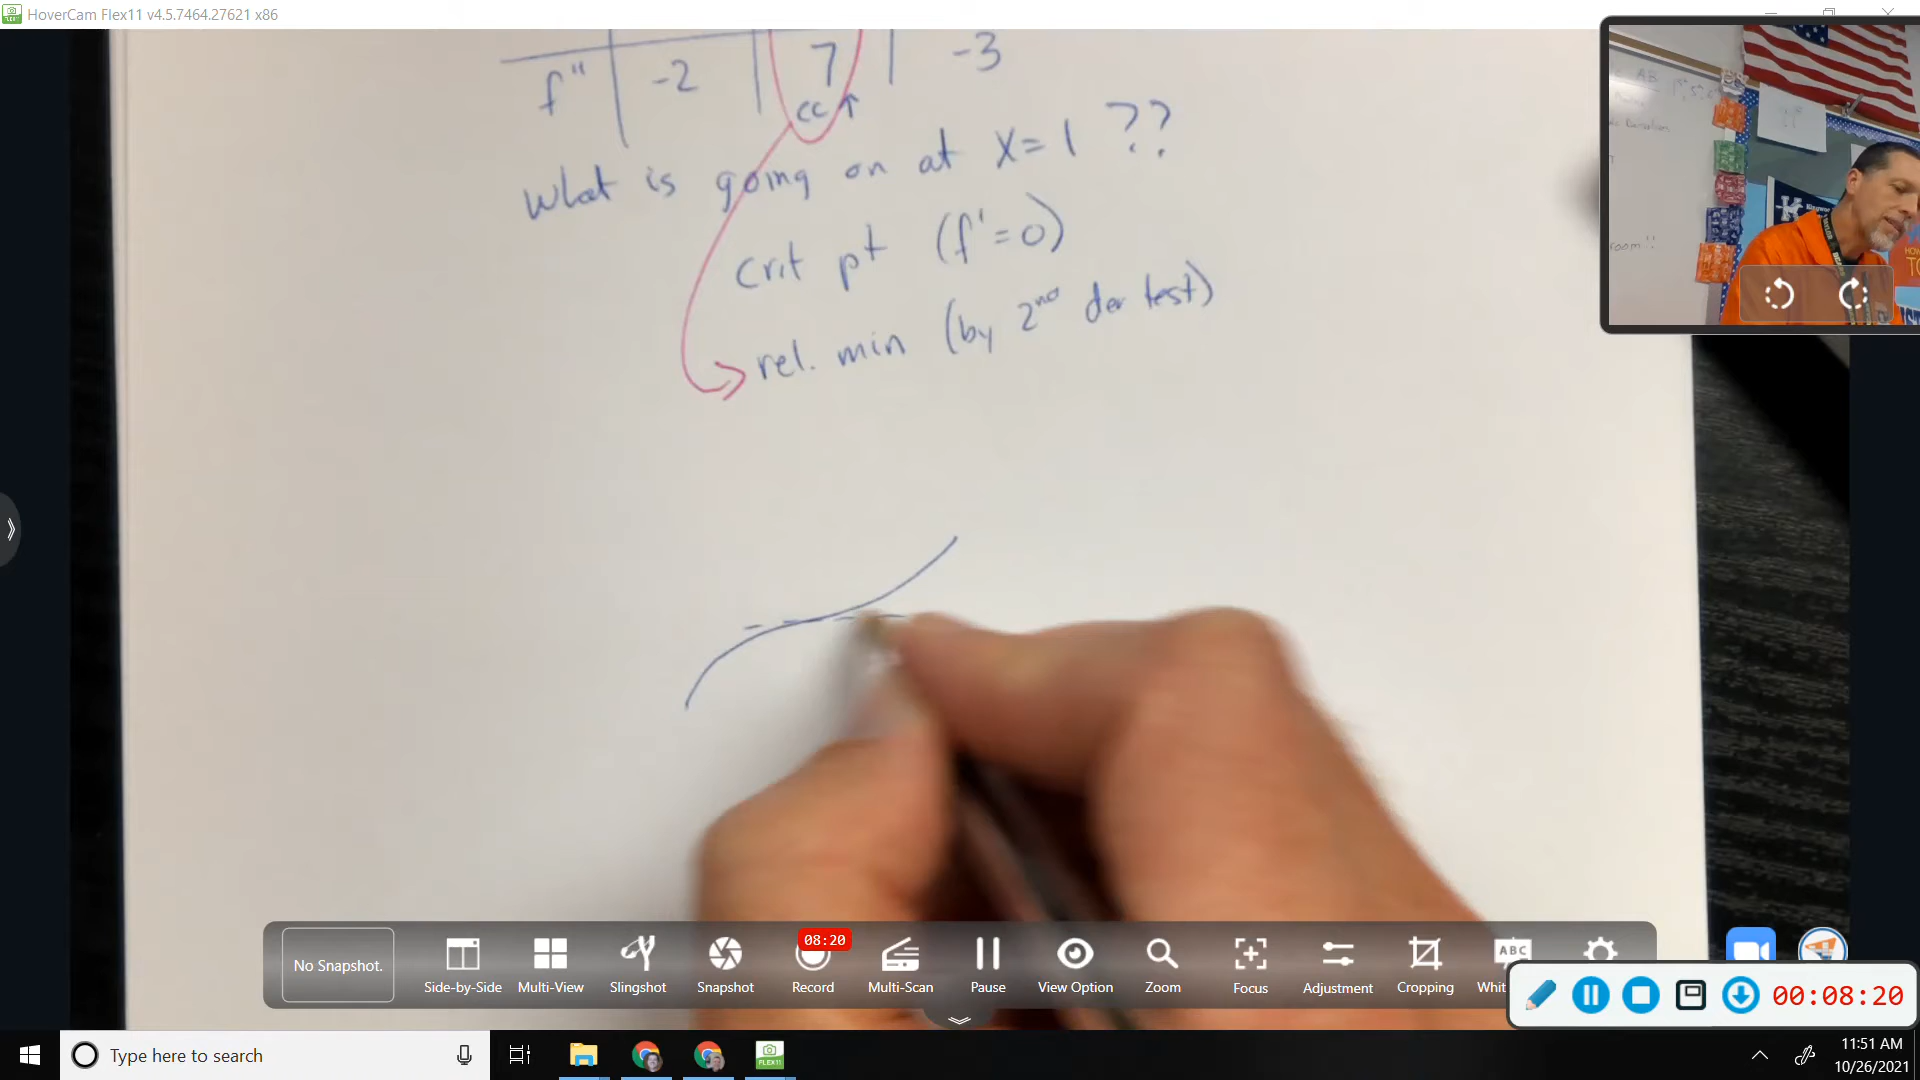 HoverCam Flex11 v4.5.7464.27621 x86
f" -2 7 -3
cc ↑
What is going on at x=1 ??
crit pt (f'=0)
rel. min (by 2nd der test)
No Snapshot.
Side-by-Side
Multi-View
Slingshot
Snapshot
08:20
Record
Multi-Scan
Pause
View Option
Zoom
Focus
Adjustment
Cropping
ABC
Whit
00:08:20
Type here to search
FLEX11
11:51 AM
10/26/2021